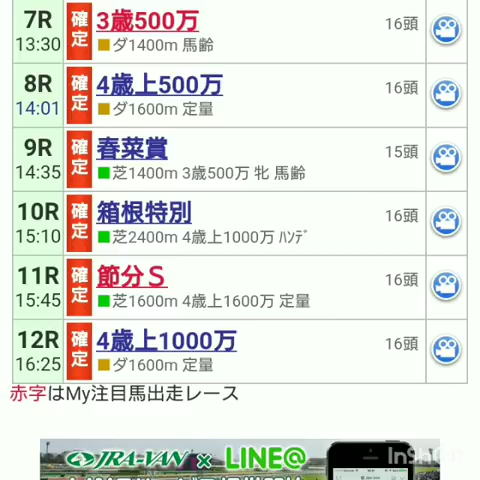 7R 確定 3歳500万 16頭
13:30 ダ1400m 馬齢
8R 確定 4歳上500万 16頭
14:01 ダ1600m 定量
9R 確定 春菜賞 15頭
14:35 芝1400m 3歳500万 牝 馬齢
10R 確定 箱根特別 16頭
15:10 芝2400m 4歳上1000万 ﾊﾝﾃﾞ
11R 確定 節分S 16頭
15:45 芝1600m 4歳上1600万 定量
12R 確定 4歳上1000万 16頭
16:25 ダ1600m 定量
赤字はMy注目馬出走レース
JRA-VAN × LINE@
InShOt